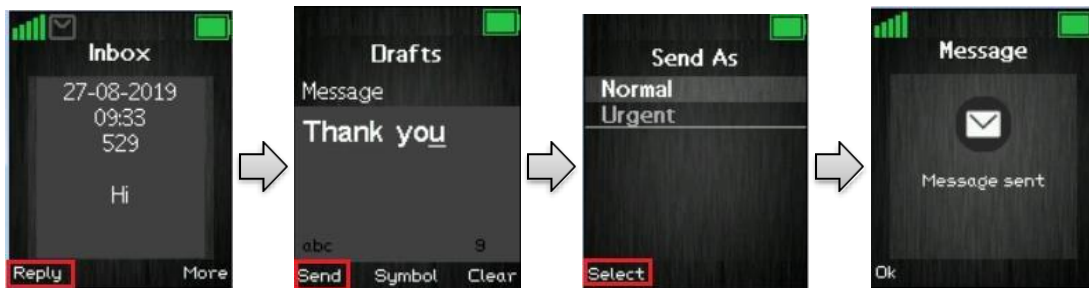 Inbox
27-08-2019
09:33
529
Hi
Reply More
Drafts
Message
Thank you
abc 9
Send Symbol Clear
Send As
Normal
Urgent
Select
Message
Message sent
Ok